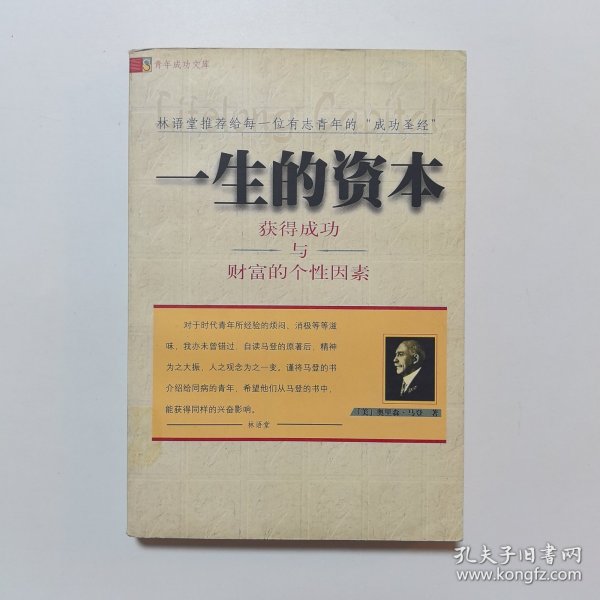 青年成功文库
Lifelong Capital
林语堂推荐给每一位有志青年的“成功圣经”
一生的资本
获得成功
与
财富的个性因素
对于时代青年所经验的烦闷、消极等等滋
味，我亦未曾错过，自读马登的原著后，精神
为之大振，人之观念为之一变。谨将马登的书
介绍给同病的青年，希望他们从马登的书中，
能获得同样的兴奋影响。
林语堂
［美］奥里森·马登 著
孔夫子旧书网
www.kongfz.com